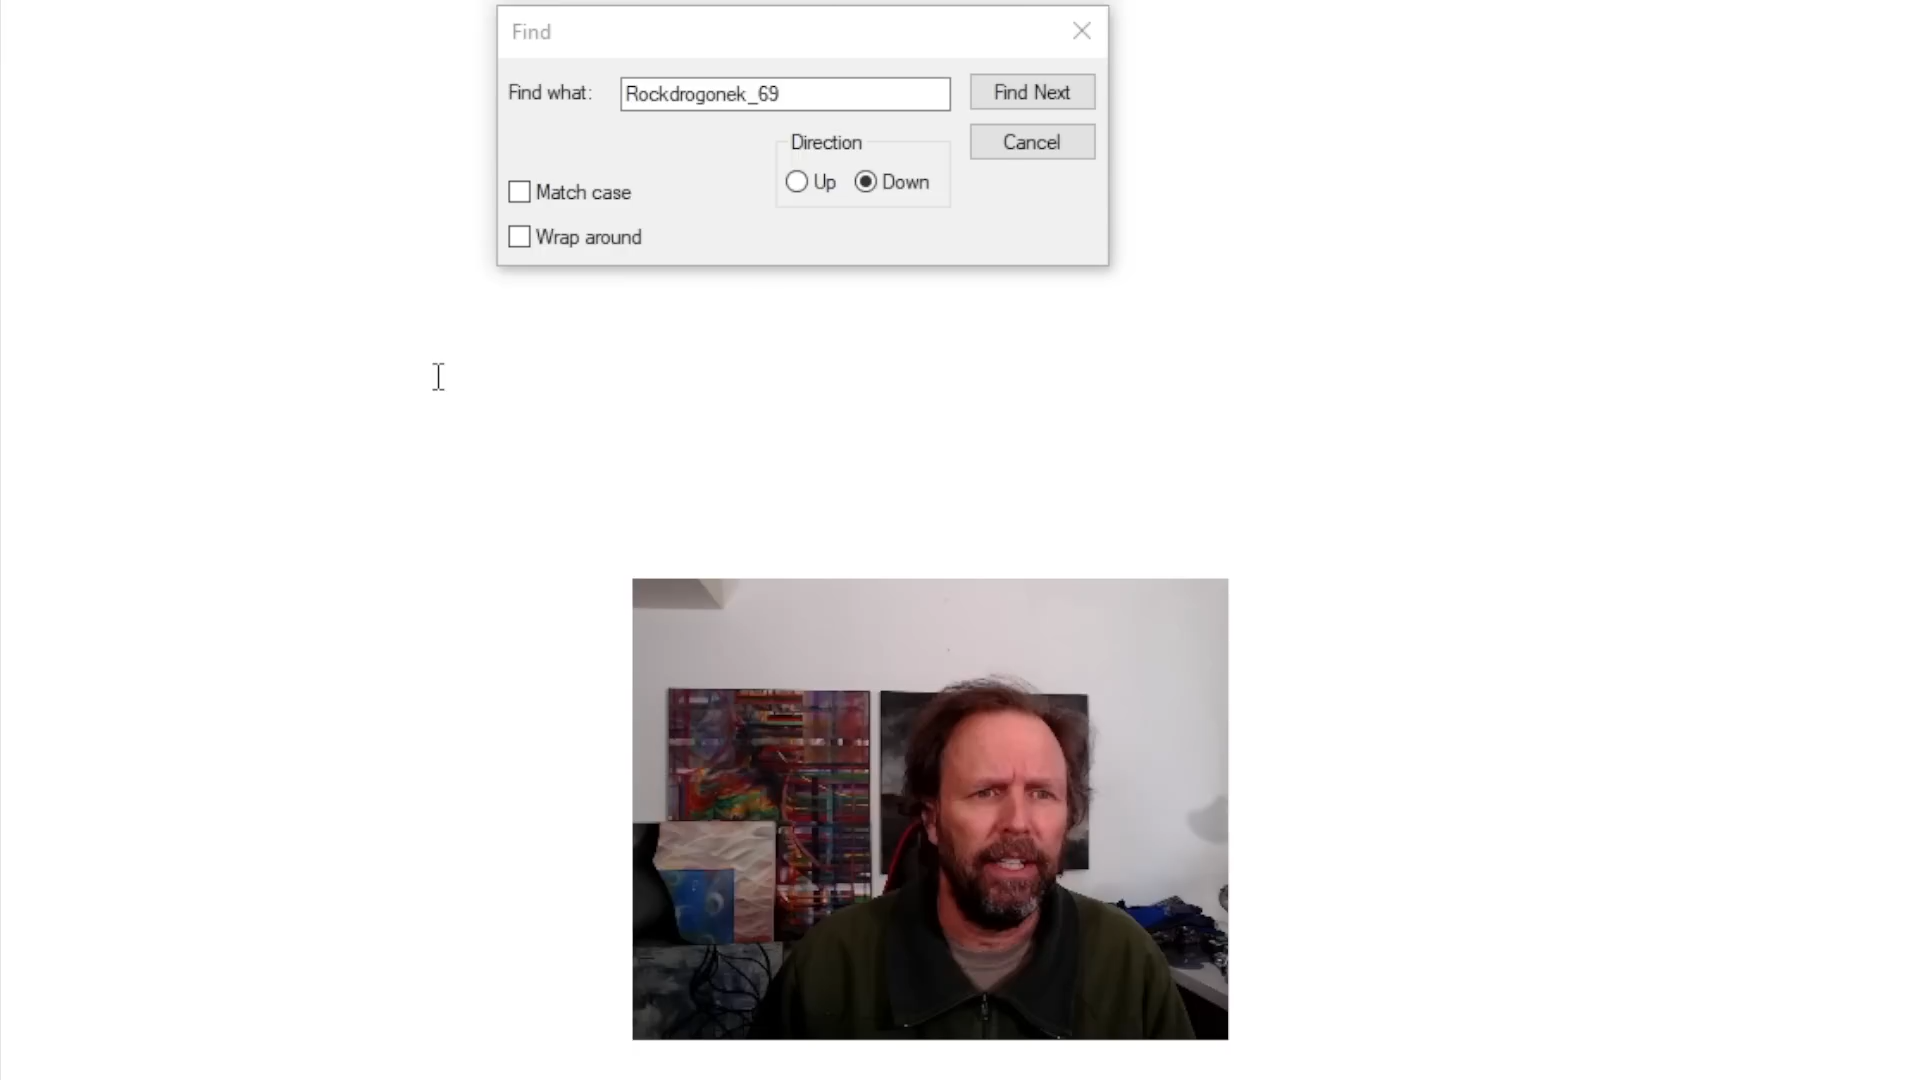 Find
Find what: Rockdrogonek_69 Find Next
Direction Cancel
Up Down
Match case
Wrap around